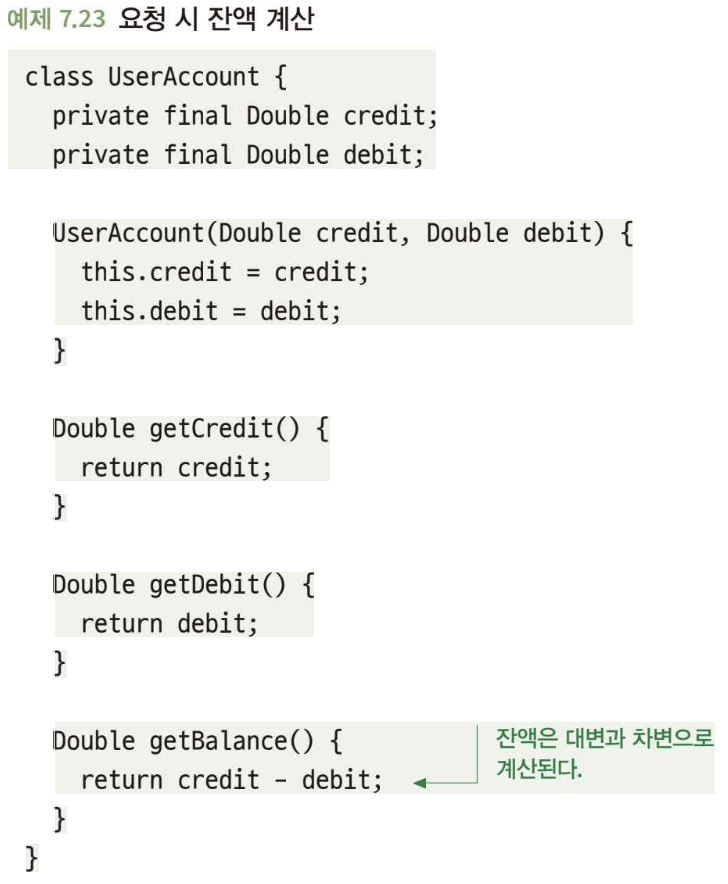 예제 7.23 요청 시 잔액 계산
class UserAccount {
  private final Double credit;
  private final Double debit;
  UserAccount(Double credit, Double debit) {
    this.credit = credit;
    this.debit = debit;
  }
  Double getCredit() {
    return credit;
  }
  Double getDebit() {
    return debit;
  }
  Double getBalance() {
    return credit – debit;
  }
}
잔액은 대변과 차변으로
계산된다.